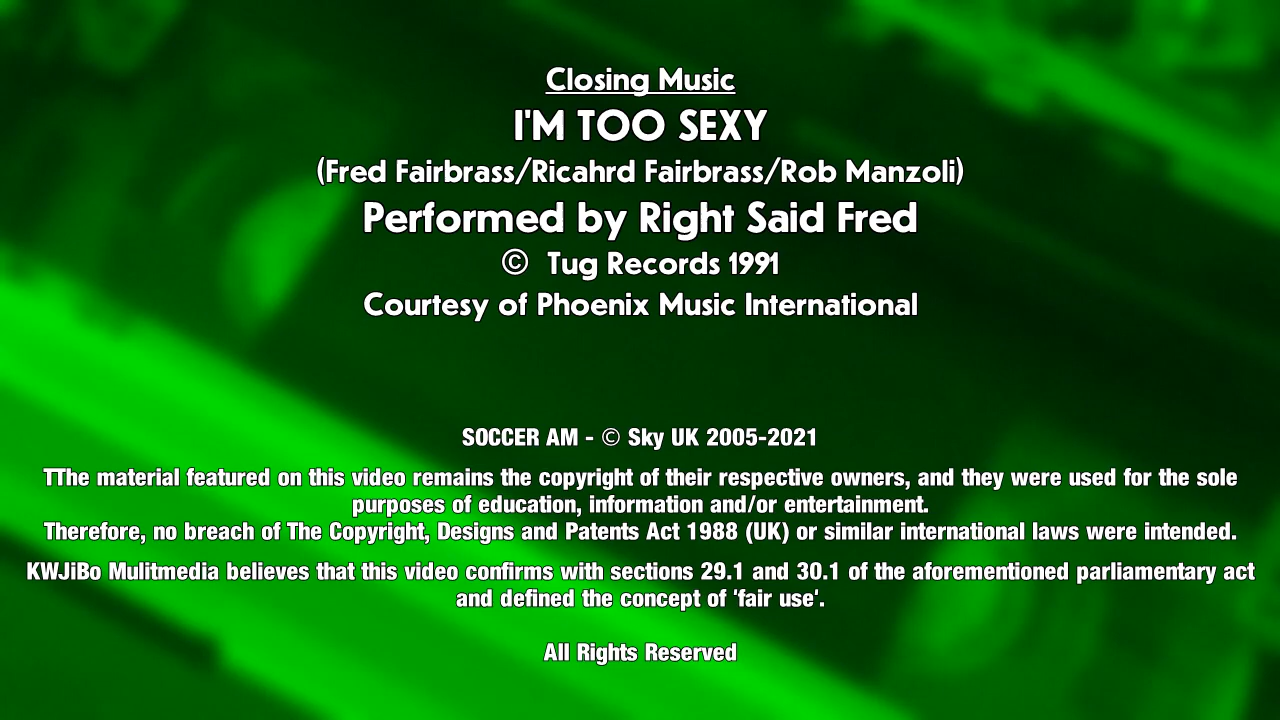 Closing Music
I'M TOO SEXY
(Fred Fairbrass/Ricahrd Fairbrass/Rob Manzoli)
Performed by Right Said Fred
© Tug Records 1991
Courtesy of Phoenix Music International
SOCCER AM - © Sky UK 2005-2021
TThe material featured on this video remains the copyright of their respective owners, and they were used for the sole
purposes of education, information and/or entertainment.
Therefore, no breach of The Copyright, Designs and Patents Act 1988 (UK) or similar international laws were intended.
KWJiBo Mulitmedia believes that this video confirms with sections 29.1 and 30.1 of the aforementioned parliamentary act
and defined the concept of 'fair use'.
All Rights Reserved